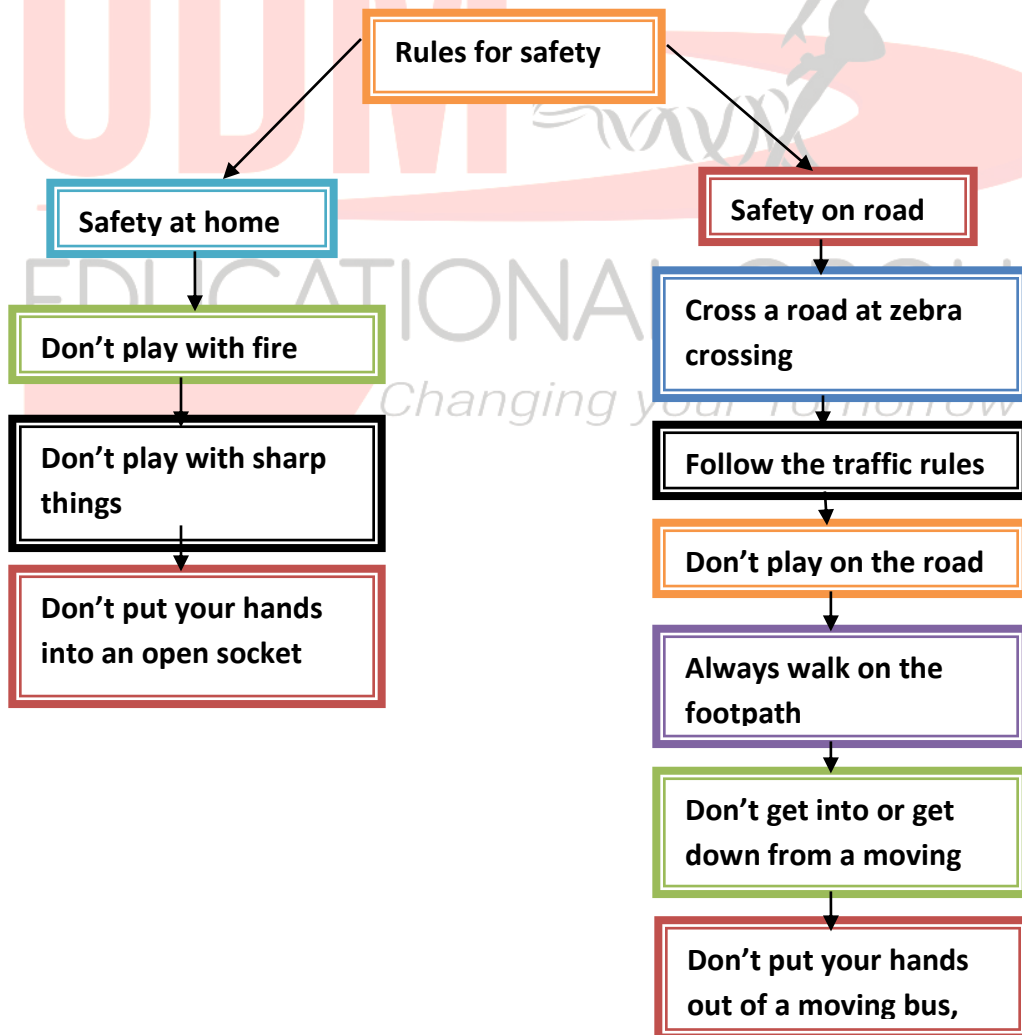 Rules for safety
Safety at home
Don't play with fire
Don't play with sharp
things
Don't put your hands
into an open socket
Safety on road
Cross a road at zebra
crossing
Follow the traffic rules
Don't play on the road
Always walk on the
footpath
Don't get into or get
down from a moving
Don't put your hands
out of a moving bus,
EDUCATIONAL
Changing your Tomorrow